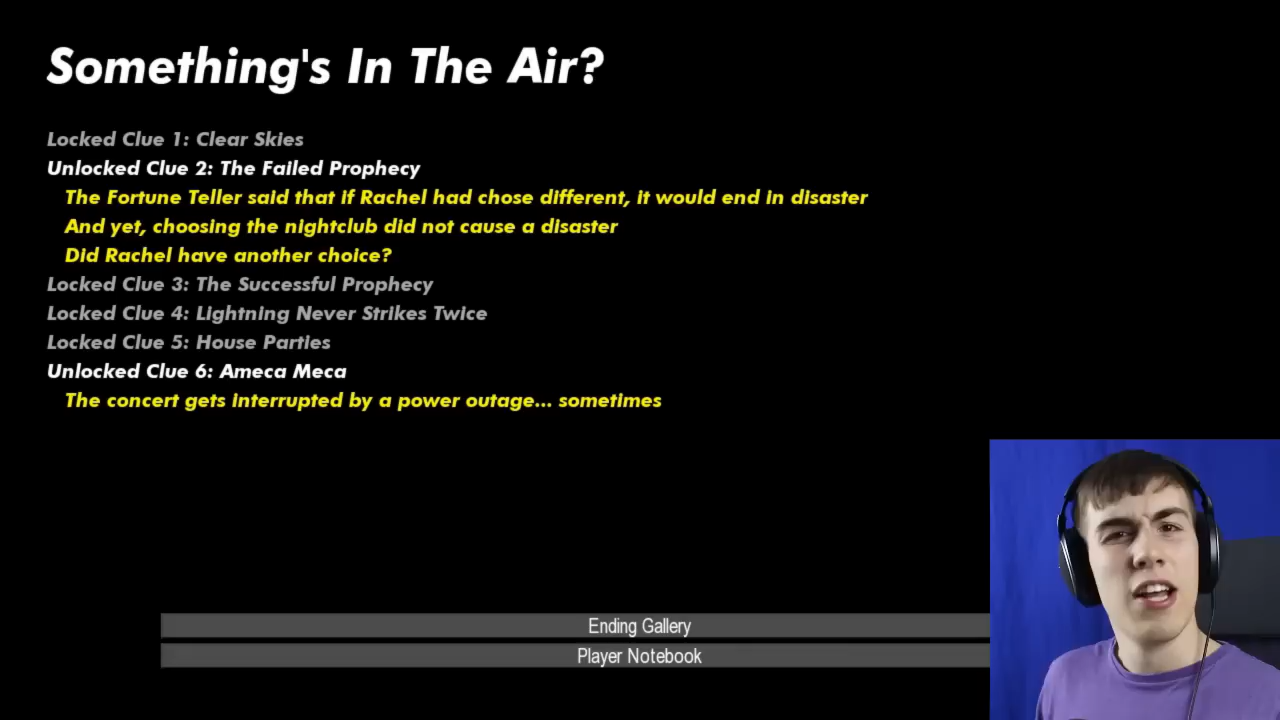 Something's In The Air?
Locked Clue 1: Clear Skies
Unlocked Clue 2: The Failed Prophecy
The Fortune Teller said that if Rachel had chose different, it would end in disaster
And yet, choosing the nightclub did not cause a disaster
Did Rachel have another choice?
Locked Clue 3: The Successful Prophecy
Locked Clue 4: Lightning Never Strikes Twice
Locked Clue 5: House Parties
Unlocked Clue 6: Ameca Meca
The concert gets interrupted by a power outage... sometimes
Ending Gallery
Player Notebook